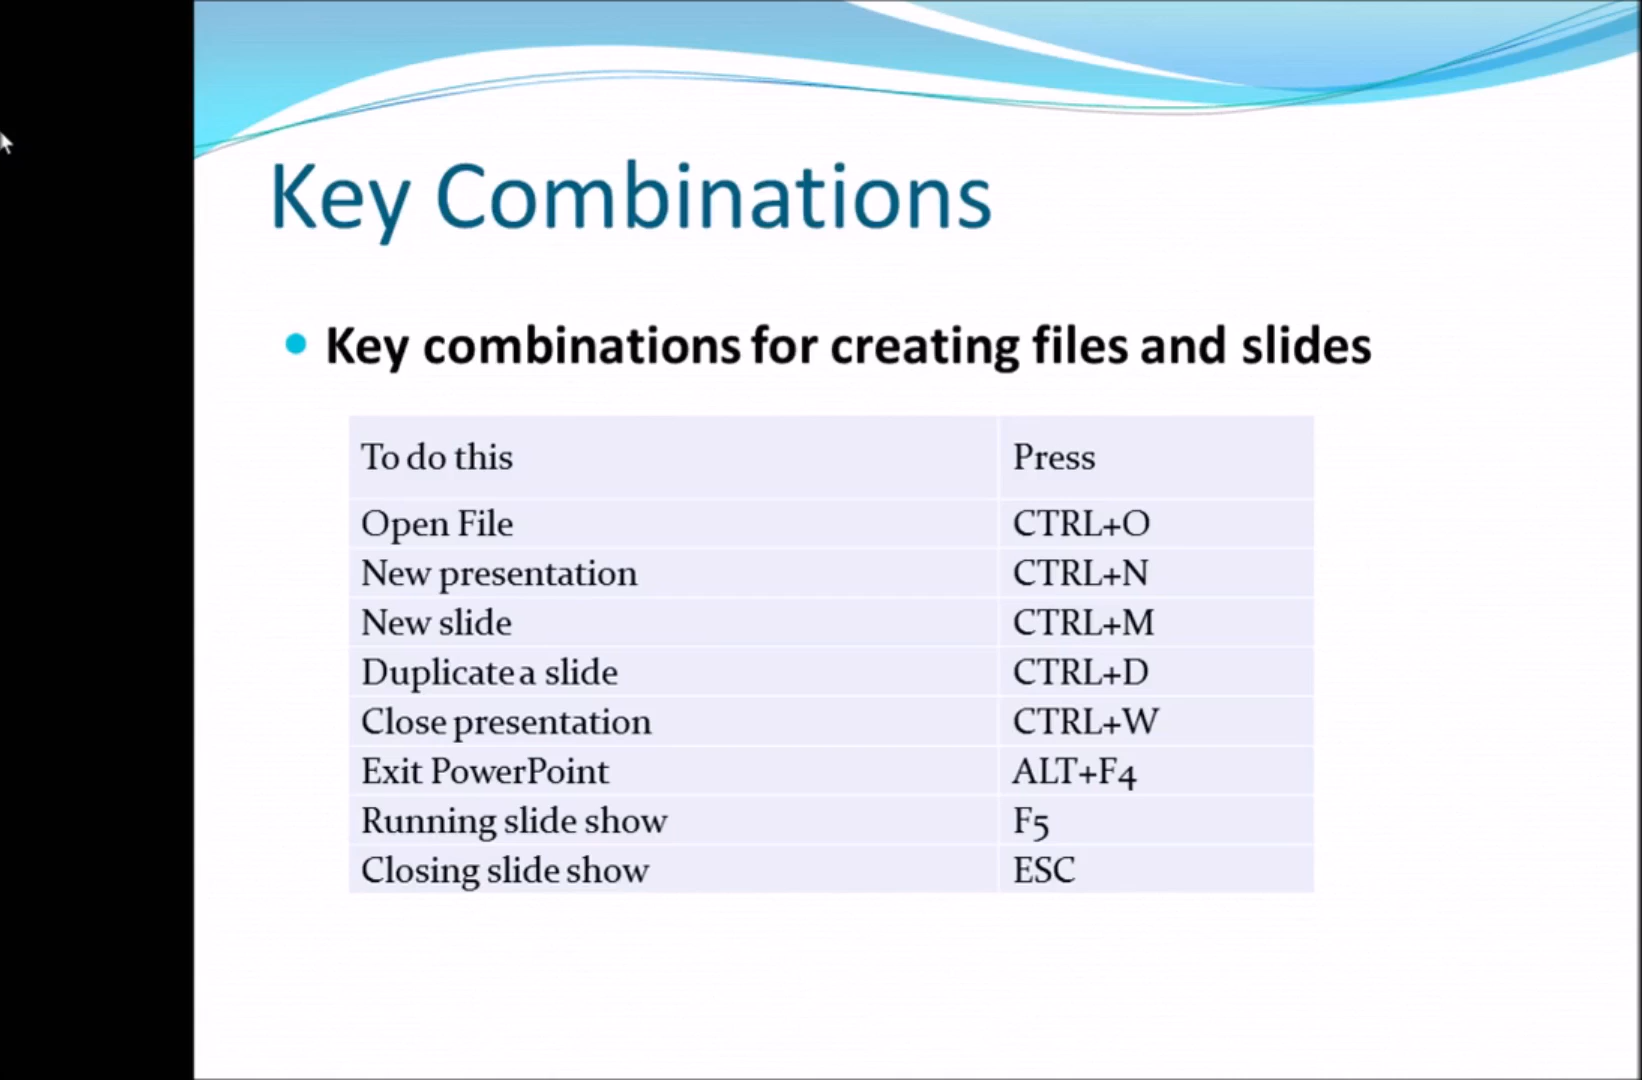 Key Combinations
• Key combinations for creating files and slides
To do this Press
Open File CTRL+O
New presentation CTRL+N
New slide CTRL+M
Duplicate a slide CTRL+D
Close presentation CTRL+W
Exit PowerPoint ALT+F4
Running slide show F5
Closing slide show ESC